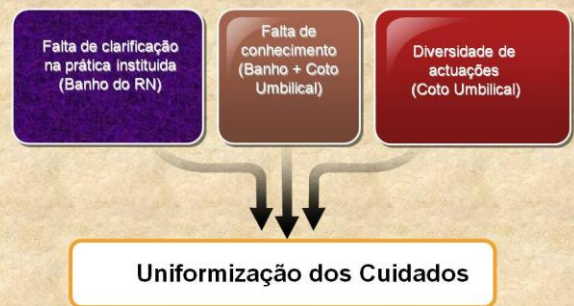 Falta de clarificação
na prática instituida
(Banho do RN)
Falta de
conhecimento
(Banho + Coto
Umbilical)
Diversidade de
actuações
(Coto Umbilical)
Uniformização dos Cuidados